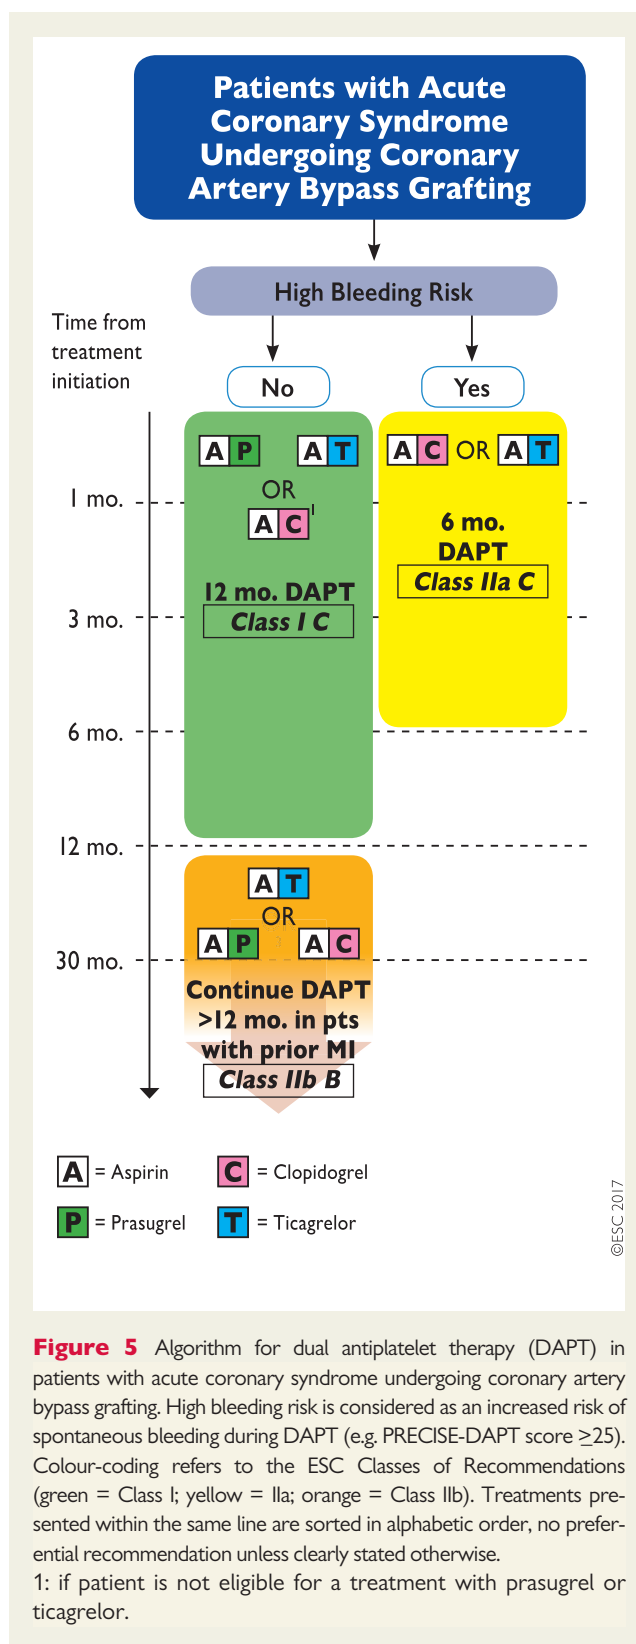 Patients with Acute
Coronary Syndrome
Undergoing Coronary
Artery Bypass Grafting
High Bleeding Risk
Time from
treatment
initiation
No
Yes
A P A T
OR
A C 1
12 mo. DAPT
Class I C
A C OR A T
6 mo.
DAPT
Class IIa C
1 mo.
3 mo.
6 mo.
12 mo.
30 mo.
A T
OR
A P A C
Continue DAPT
>12 mo. in pts
with prior MI
Class IIb B
A = Aspirin C = Clopidogrel
P = Prasugrel T = Ticagrelor
©ESC 2017
Figure 5 Algorithm for dual antiplatelet therapy (DAPT) in
patients with acute coronary syndrome undergoing coronary artery
bypass grafting. High bleeding risk is considered as an increased risk of
spontaneous bleeding during DAPT (e.g. PRECISE-DAPT score ≥25).
Colour-coding refers to the ESC Classes of Recommendations
(green = Class I; yellow = IIa; orange = Class IIb). Treatments pre-
sented within the same line are sorted in alphabetic order, no prefer-
ential recommendation unless clearly stated otherwise.
1: if patient is not eligible for a treatment with prasugrel or
ticagrelor.